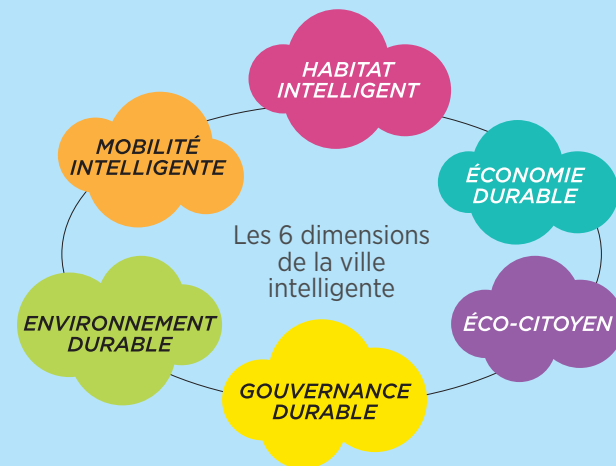 HABITAT
INTELLIGENT
MOBILITÉ
INTELLIGENTE
ÉCONOMIE
DURABLE
Les 6 dimensions
de la ville
intelligente
ENVIRONNEMENT
DURABLE
ÉCO-CITOYEN
GOUVERNANCE
DURABLE